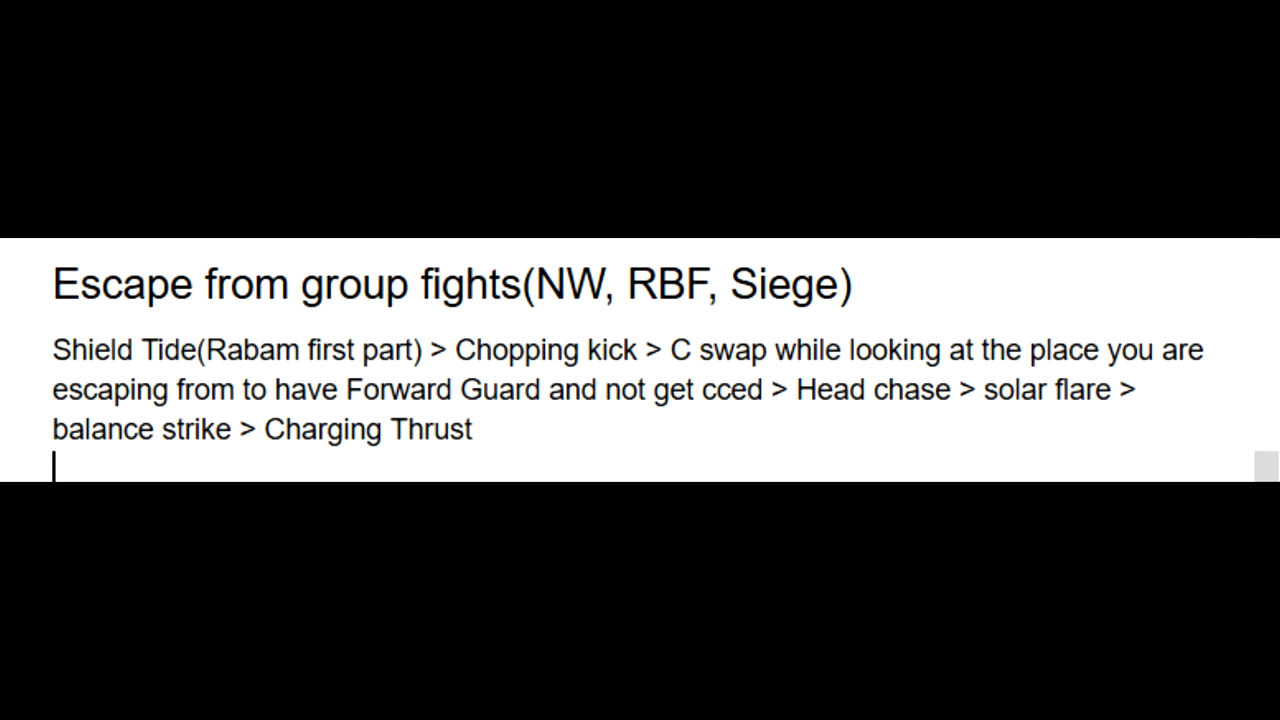 Escape from group fights(NW, RBF, Siege)
Shield Tide(Rabam first part) > Chopping kick > C swap while looking at the place you are
escaping from to have Forward Guard and not get cced > Head chase > solar flare >
balance strike > Charging Thrust